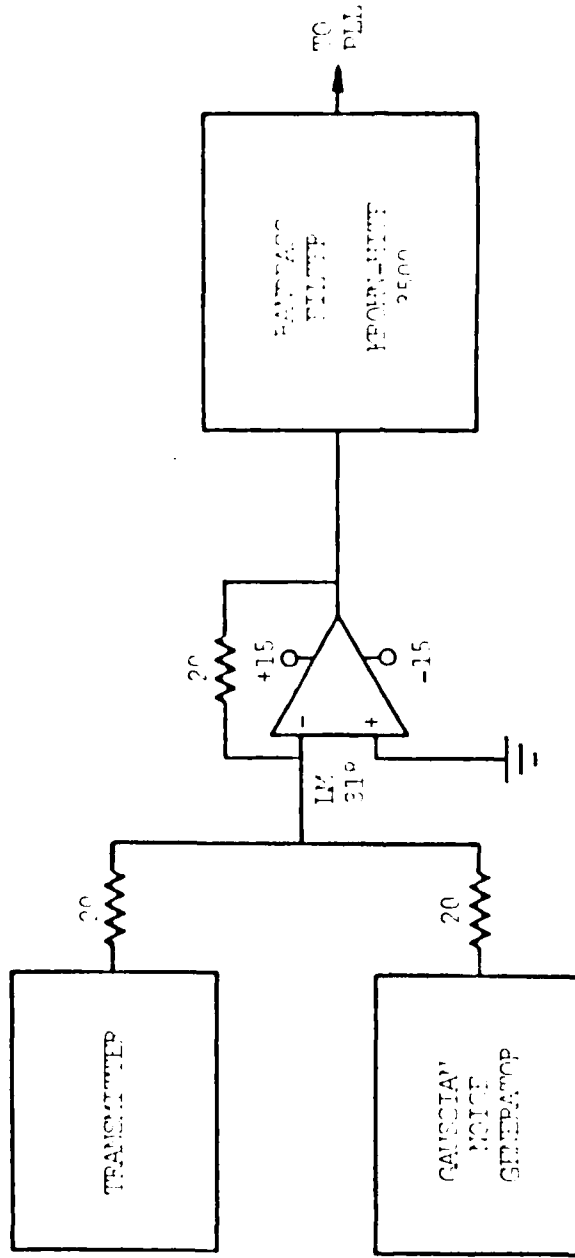 TRANSMITTER
20
GAUSSIAN
NOISE
GENERATOR
20
20
+15
-
+
-15
LM
318
BANDPASS
FILTER
KROHN-HITE
3500
TO
PLL